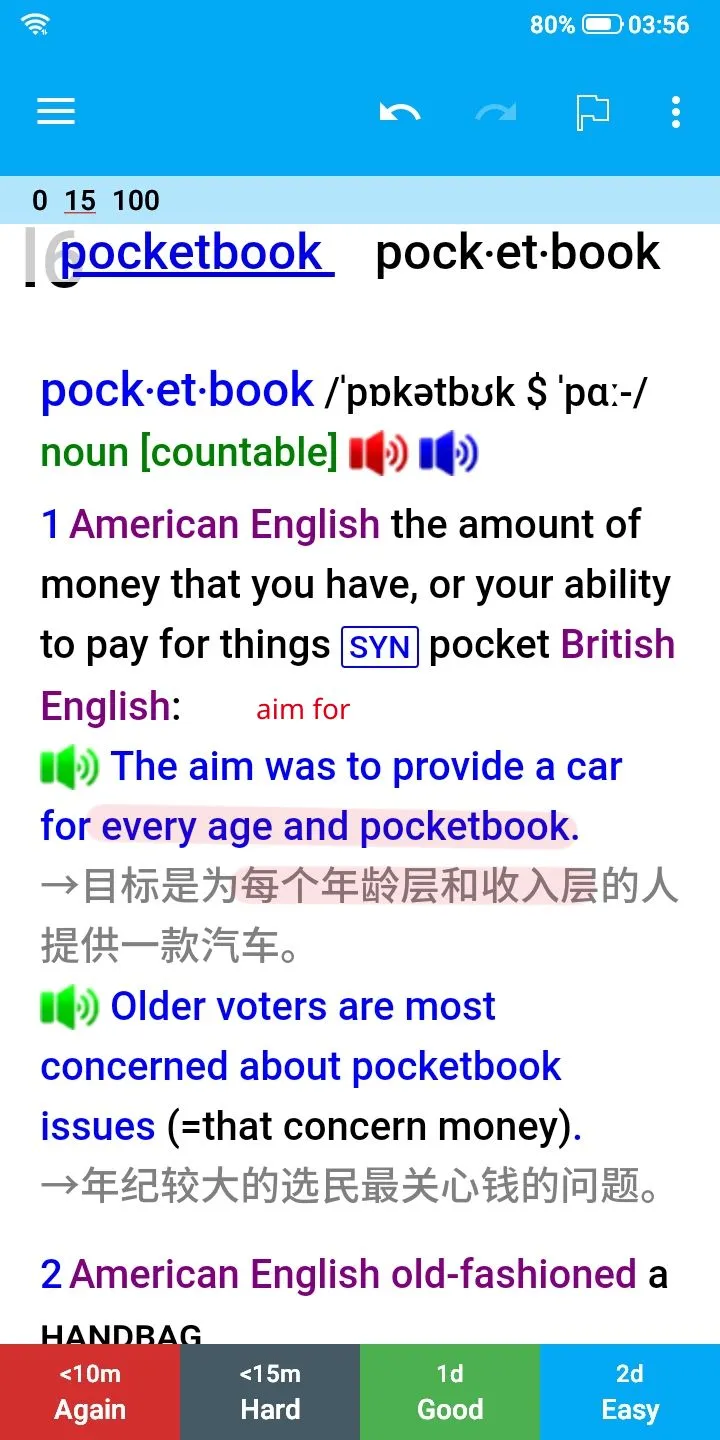 80% 03:56
0 15 100
pocketbook pock·et·book
pock·et·book /ˈpɒkətbʊk $ ˈpɑː-/
noun [countable]
1 American English the amount of
money that you have, or your ability
to pay for things SYN pocket British
English: aim for
The aim was to provide a car
for every age and pocketbook.
→目标是为每个年龄层和收入层的人
提供一款汽车。
Older voters are most
concerned about pocketbook
issues (=that concern money).
→年纪较大的选民最关心钱的问题。
2 American English old-fashioned a
HANDBAG
<10m <15m 1d 2d
Again Hard Good Easy